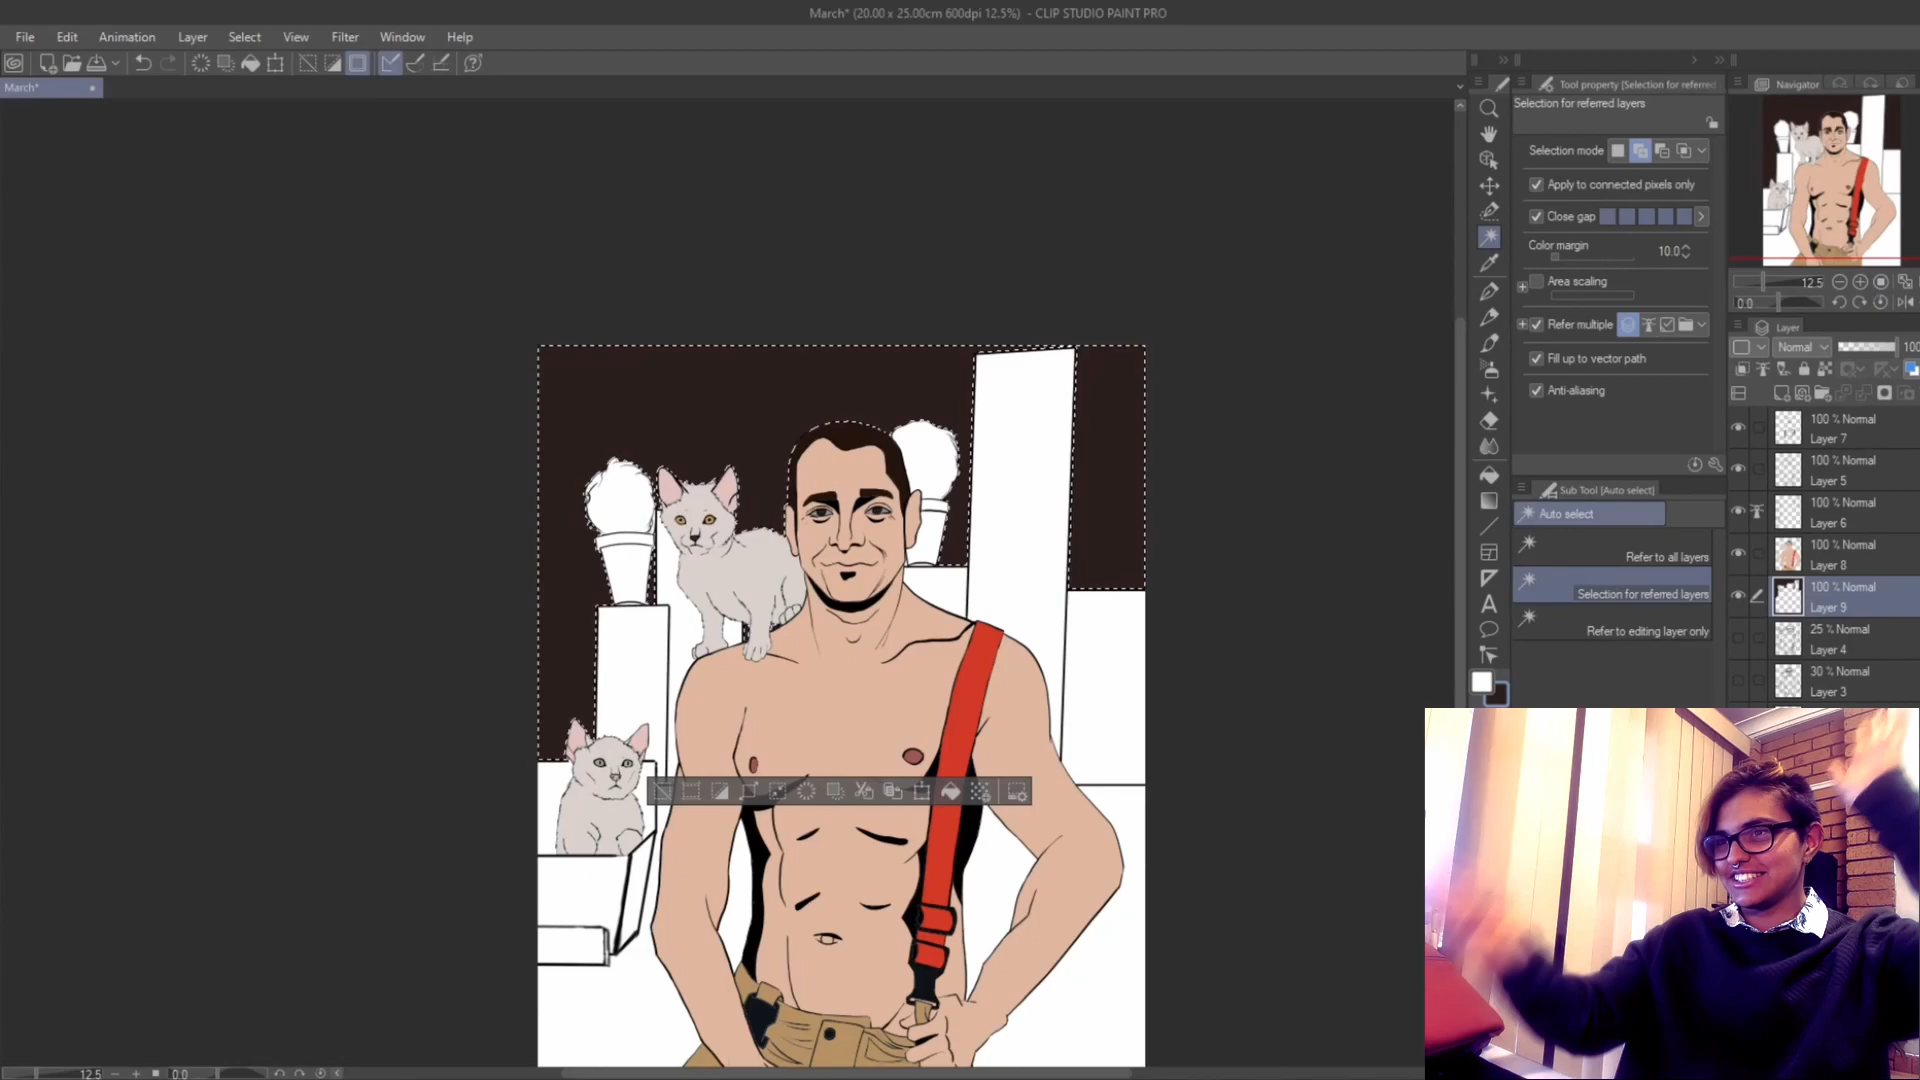 March* (20.00 x 25.00cm 600dpi 12.5%) - CLIP STUDIO PAINT PRO
File Edit Animation Layer Select View Filter Window Help
March*
Tool property [Selection for referred
Navigator
Selection for referred layers
Selection mode
Apply to connected pixels only
Close gap
Color margin
10.0
Area scaling
12.5
0.0
Refer multiple
Layer
Normal
100
Fill up to vector path
Anti-aliasing
100 % Normal
Layer 7
100 % Normal
Layer 5
Sub Tool [Auto select]
Auto select
100 % Normal
Layer 6
Refer to all layers
100 % Normal
Layer 8
Selection for referred layers
100 % Normal
Layer 9
Refer to editing layer only
25 % Normal
Layer 4
30 % Normal
Layer 3
12.5
0.0